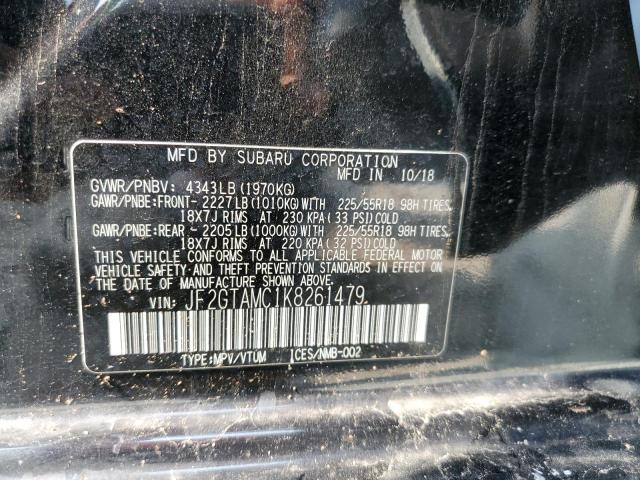 MFD BY SUBARU CORPORATION
MFD IN 10/18
GVWR/PNBV: 4343LB(1970KG)
GAWR/PNBE:FRONT- 2227LB(1010KG)WITH 225/55R18 98H TIRES,
18X7J RIMS AT 230 KPA(33 PSI)COLD
GAWR/PNBE:REAR - 2205LB(1000KG)WITH 225/55R18 98H TIRES,
18X7J RIMS AT 220 KPA(32 PSI)COLD
THIS VEHICLE CONFORMS TO ALL APPLICABLE FEDERAL MOTOR
VEHICLE SAFETY AND THEFT PREVENTION STANDARDS IN EFFECT
ON THE DATE OF MANUFACTURE SHOWN ABOVE.
VIN: JF2GTAMC1K8261479
TYPE:MPV/VTUM ICES/NMB-002